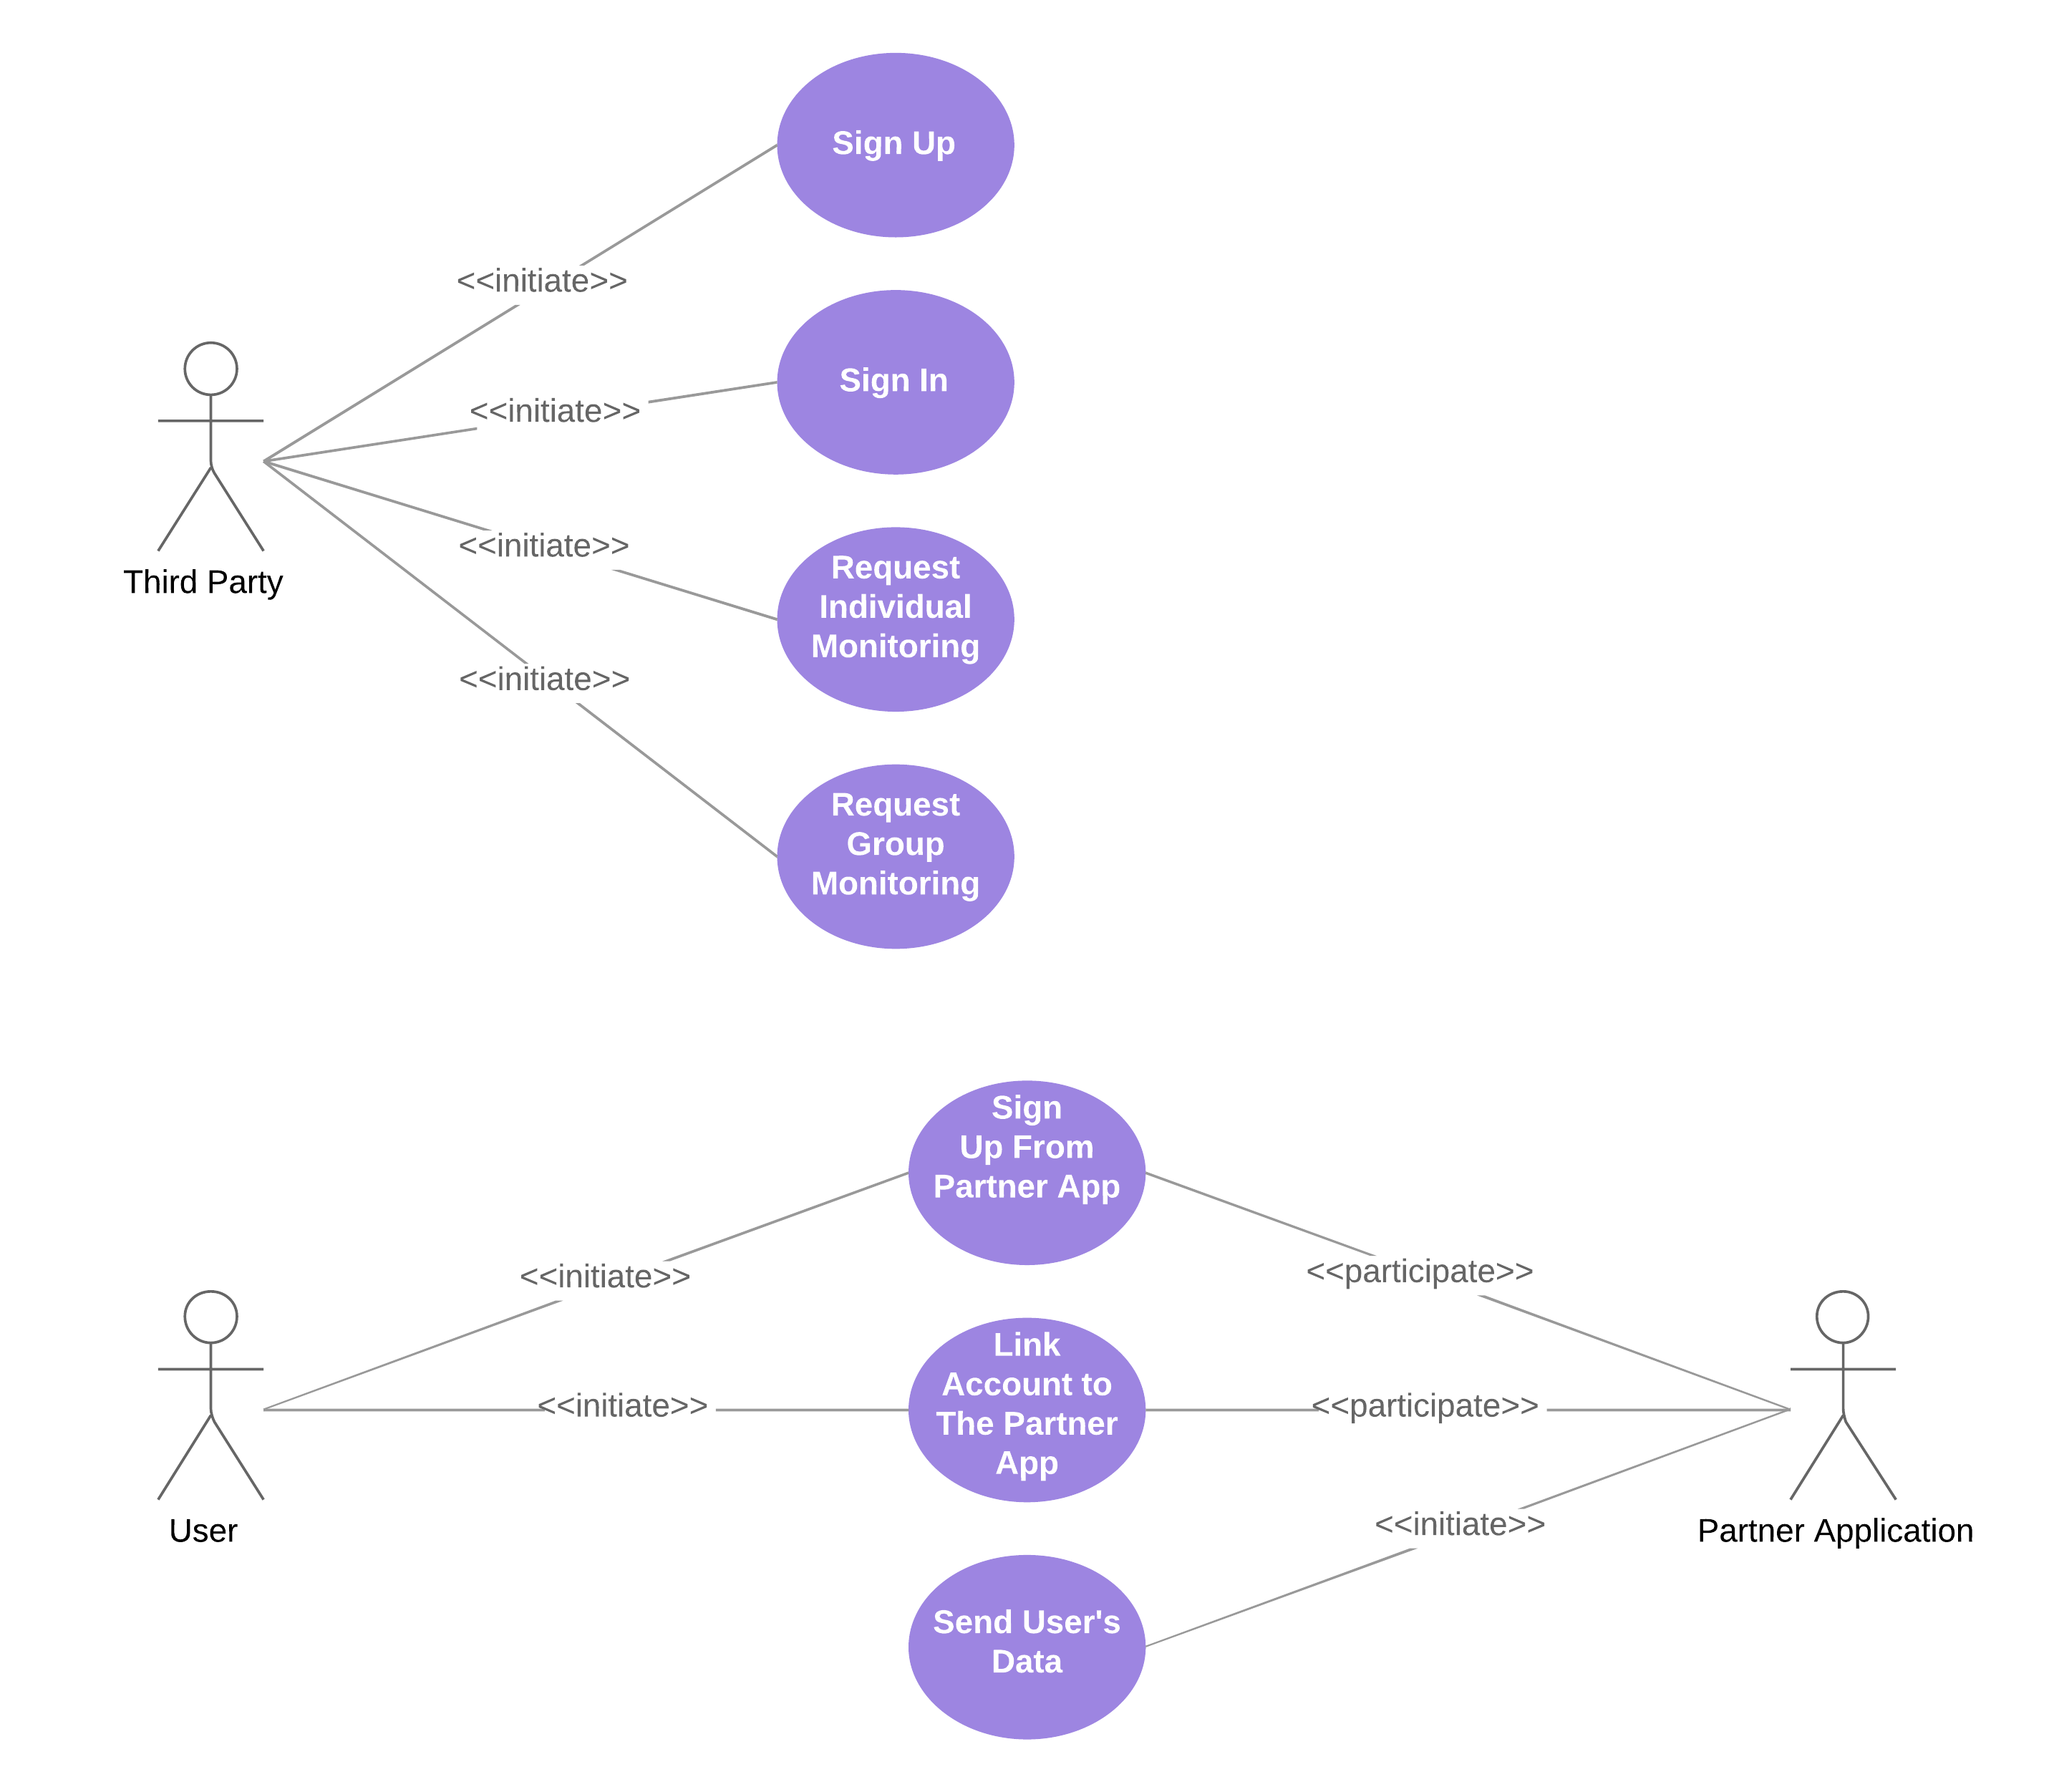 Sign Up
<<initiate>>
Sign In
<<initiate>>
Third Party
<<initiate>>
Request
Individual
Monitoring
<<initiate>>
Request
Group
Monitoring
Sign
Up From
Partner App
<<initiate>>
<<participate>>
Link
Account to
The Partner
App
<<initiate>>
<<participate>>
User
<<initiate>>
Partner Application
Send User's
Data